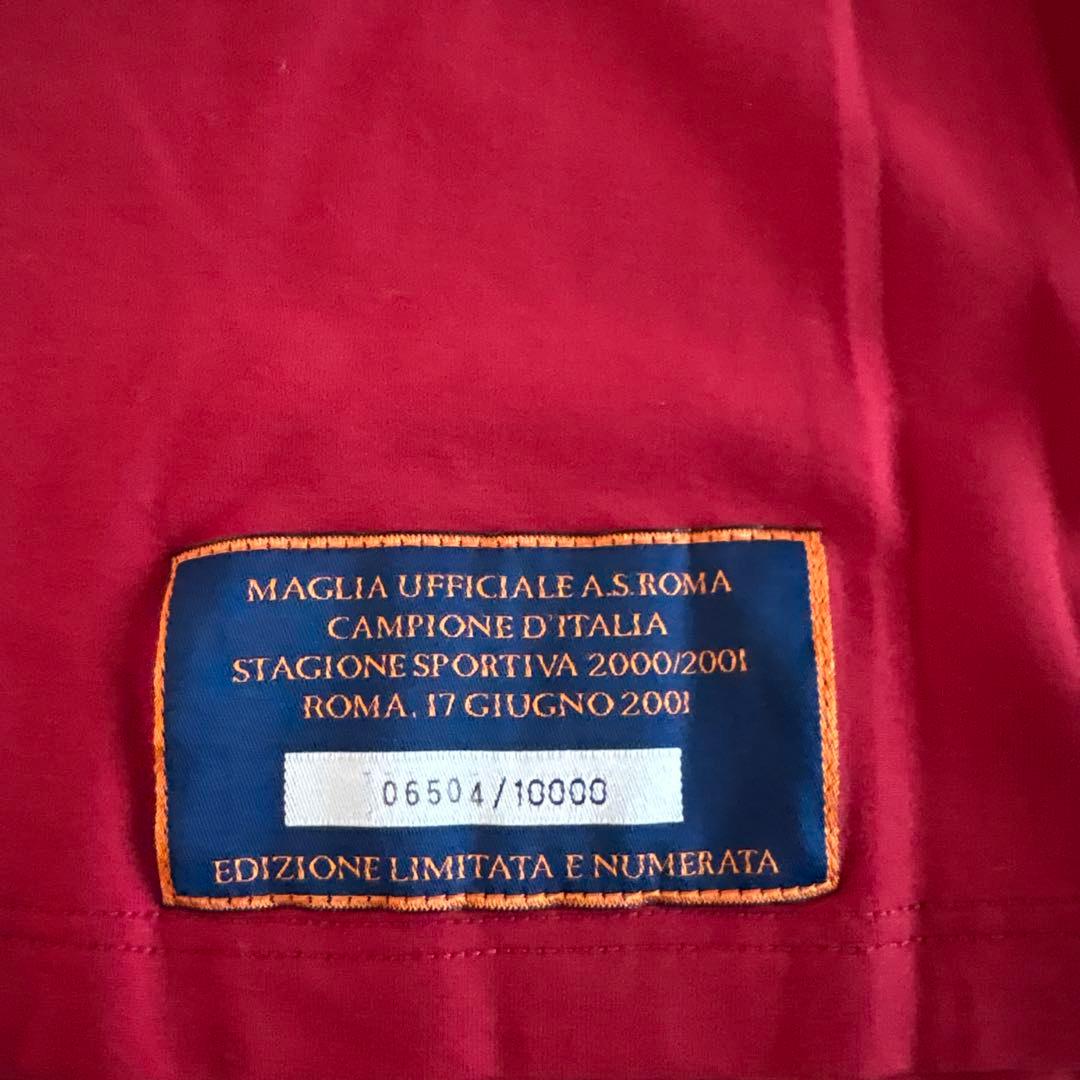 MAGLIA UFFICIALE A.S.ROMA
CAMPIONE D'ITALIA
STAGIONE SPORTIVA 2000/2001
ROMA, 17 GIUGNO 2001
06504/10000
EDIZIONE LIMITATA E NUMERATA